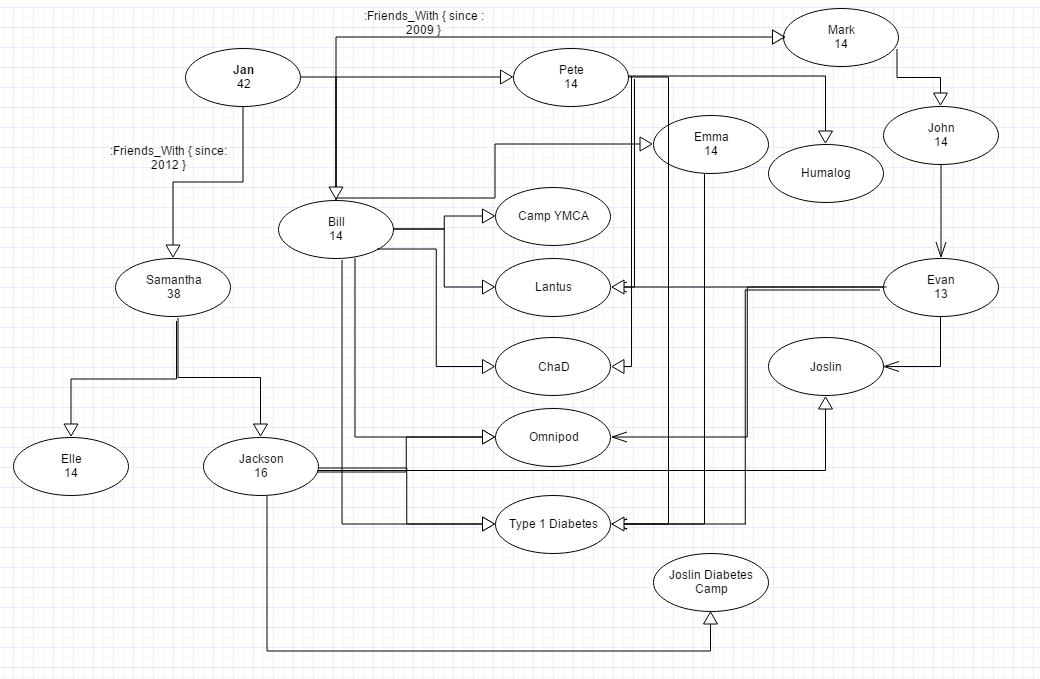 :Friends_With { since :
2009 }
Mark
14
Jan
42
Pete
14
Emma
14
John
14
:Friends_With { since:
2012 }
Humalog
Camp YMCA
Bill
14
Samantha
38
Lantus
Evan
13
ChaD
Joslin
Omnipod
Elle
14
Jackson
16
Type 1 Diabetes
Joslin Diabetes
Camp